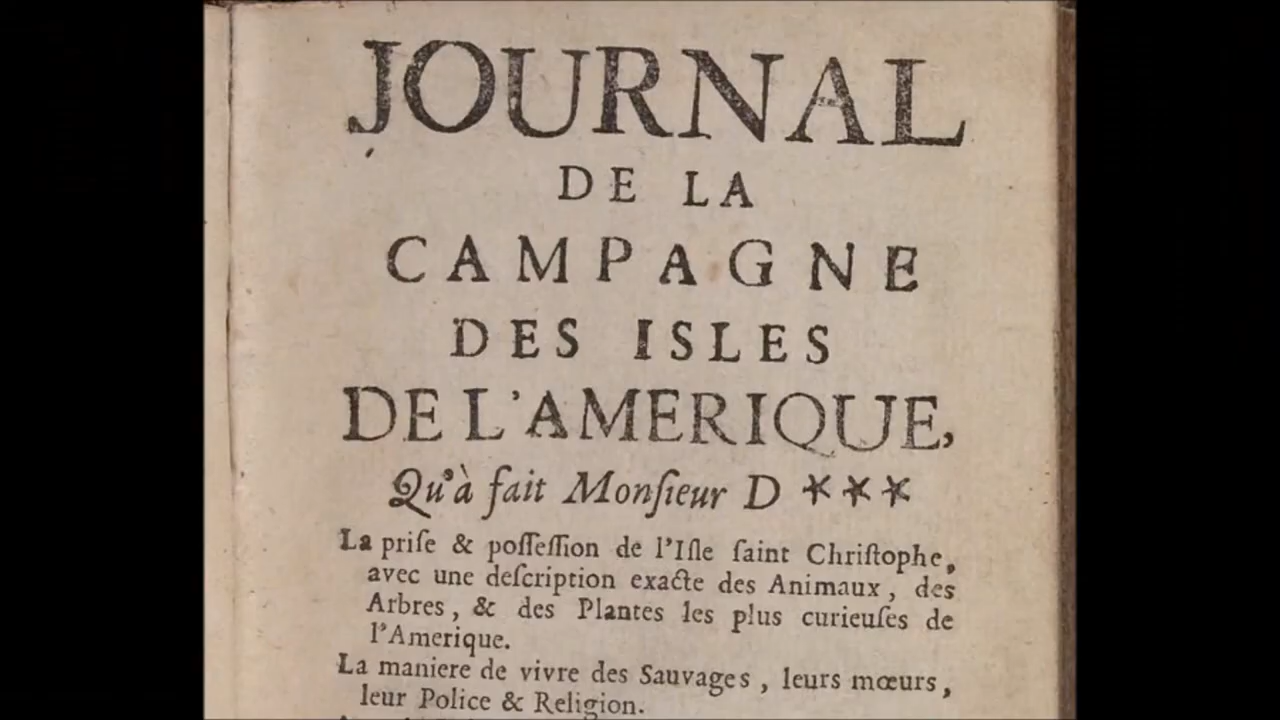 JOURNAL
DE LA
CAMPAGNE
DES ISLES
DE L'AMERIQUE,
Qu'à fait Monſieur D ***
La priſe & poſſeſſion de l'Iſle ſaint Chriſtophe,
avec une deſcription exacte des Animaux, des
Arbres, & des Plantes les plus curieuſes de
l'Amerique.
La maniere de vivre des Sauvages, leurs mœurs,
leur Police & Religion.